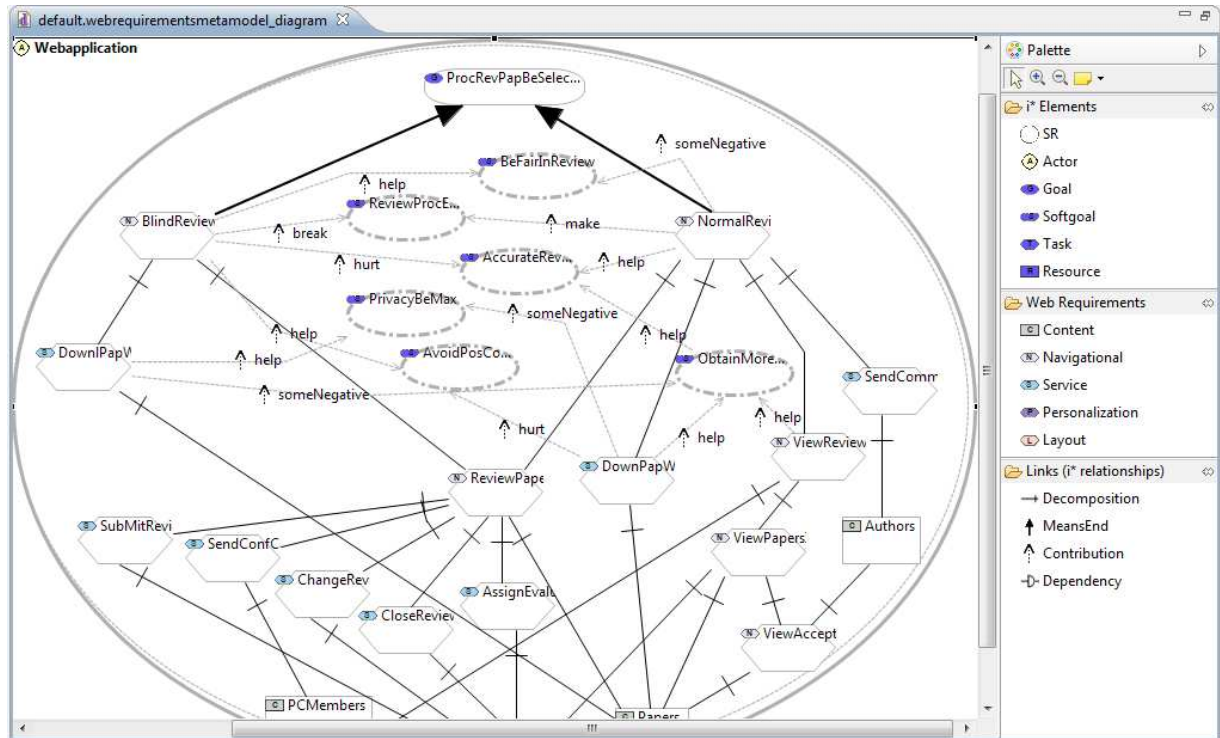 default.webrequirementsmetamodel_diagram
Webapplication
ProcRevPapBeSelec...
someNegative
BeFairInReview
help
ReviewProcE...
BlindReview
NormalRevi
break
make
AccurateRev...
hurt
help
PrivacyBeMax
someNegative
help
help
DownlPapW
help
AvoidPosCo...
ObtainMore...
SendComm
someNegative
hurt
help
help
ViewReview
DownPapW
ReviewPape
SubMitRevi
SendConfC
Authors
ViewPapers
ChangeRev
AssignEvalu
CloseReview
ViewAccept
PCMembers
Papers
Palette
i* Elements
SR
Actor
Goal
Softgoal
Task
Resource
Web Requirements
Content
Navigational
Service
Personalization
Layout
Links (i* relationships)
Decomposition
MeansEnd
Contribution
Dependency